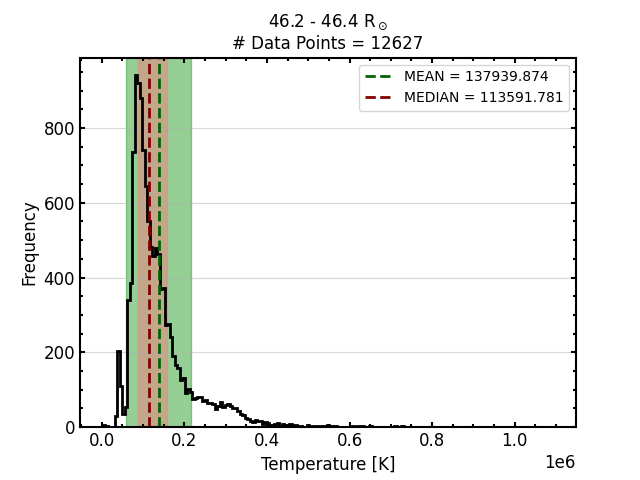 46.2 - 46.4 R⊙
# Data Points = 12627
MEAN = 137939.874
MEDIAN = 113591.781
Frequency
800
600
400
200
0
0.0 0.2 0.4 0.6 0.8 1.0
1e6
Temperature [K]